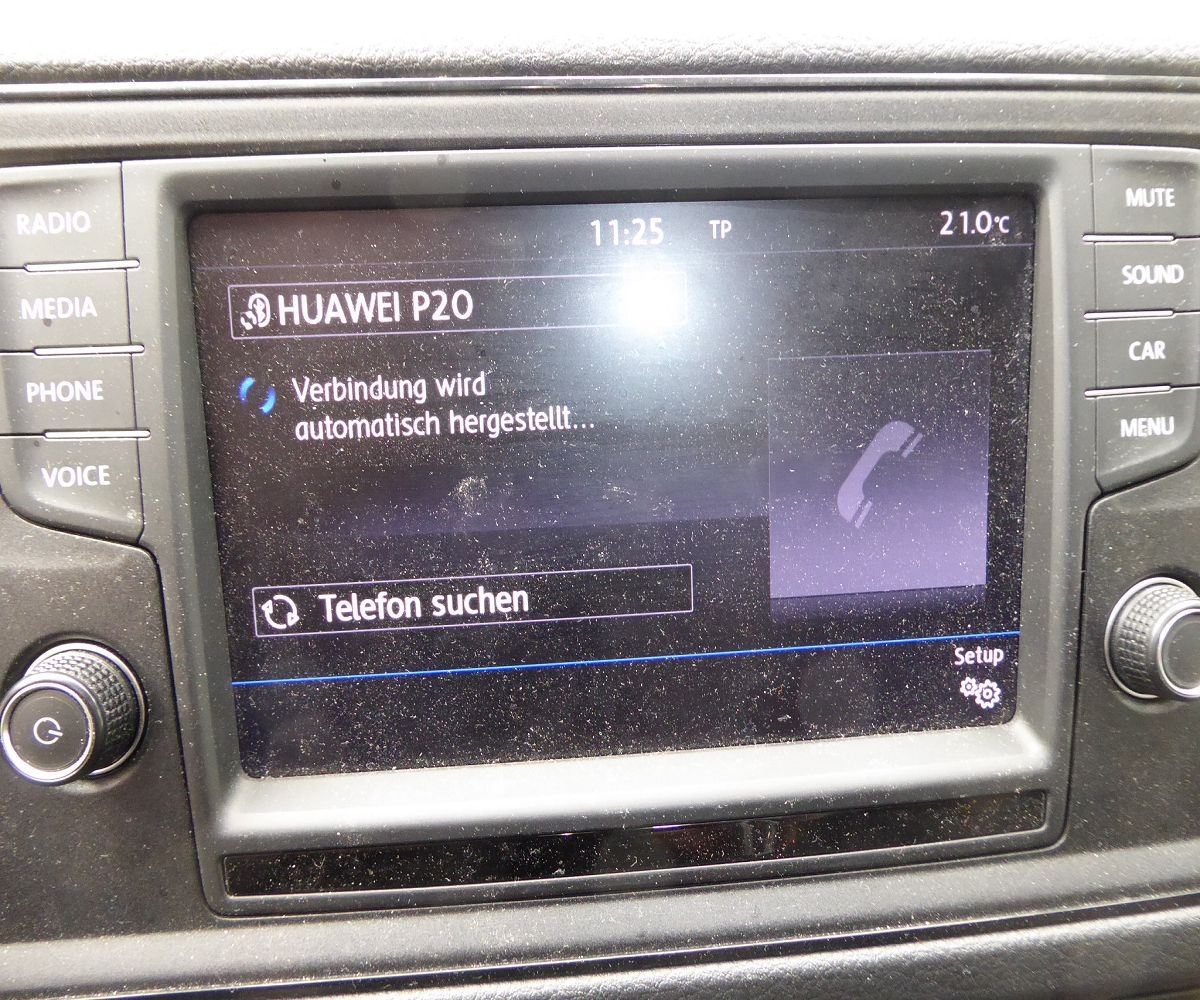 RADIO
MEDIA
PHONE
VOICE
11:25 TP 21.0°C
HUAWEI P20
Verbindung wird
automatisch hergestellt...
Telefon suchen
Setup
MUTE
SOUND
CAR
MENU